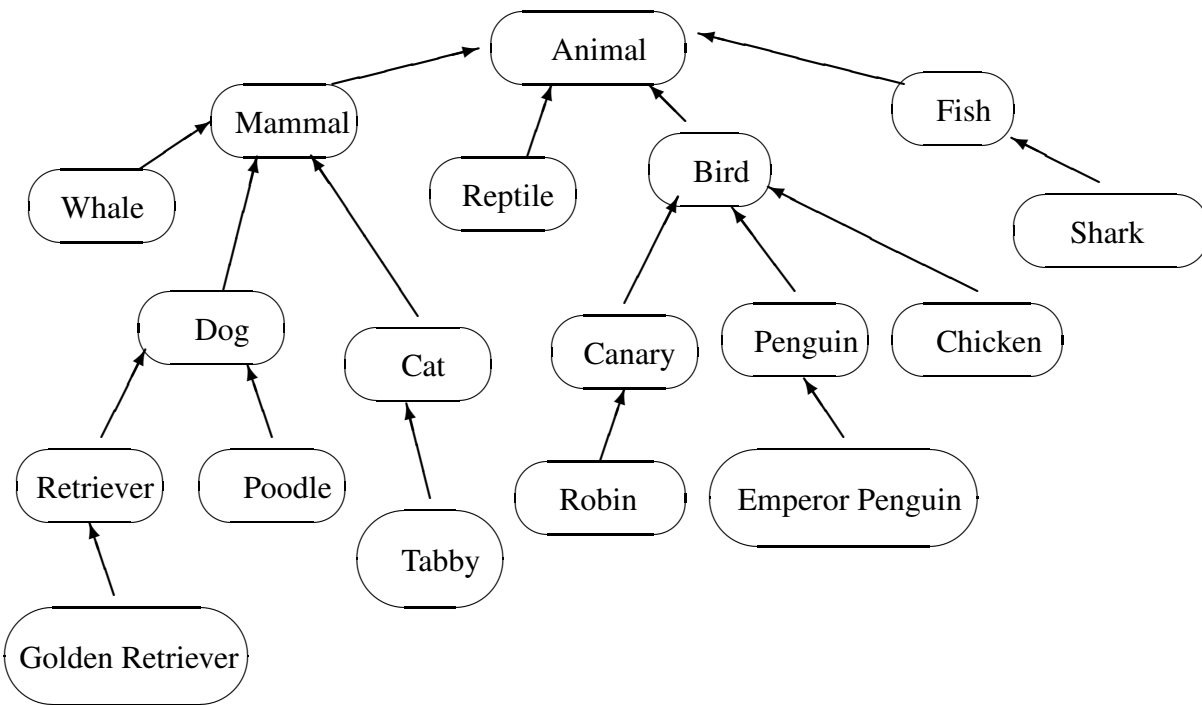 Animal
Mammal
Fish
Whale
Reptile
Bird
Shark
Dog
Cat
Canary
Penguin
Chicken
Retriever
Poodle
Tabby
Robin
Emperor Penguin
Golden Retriever